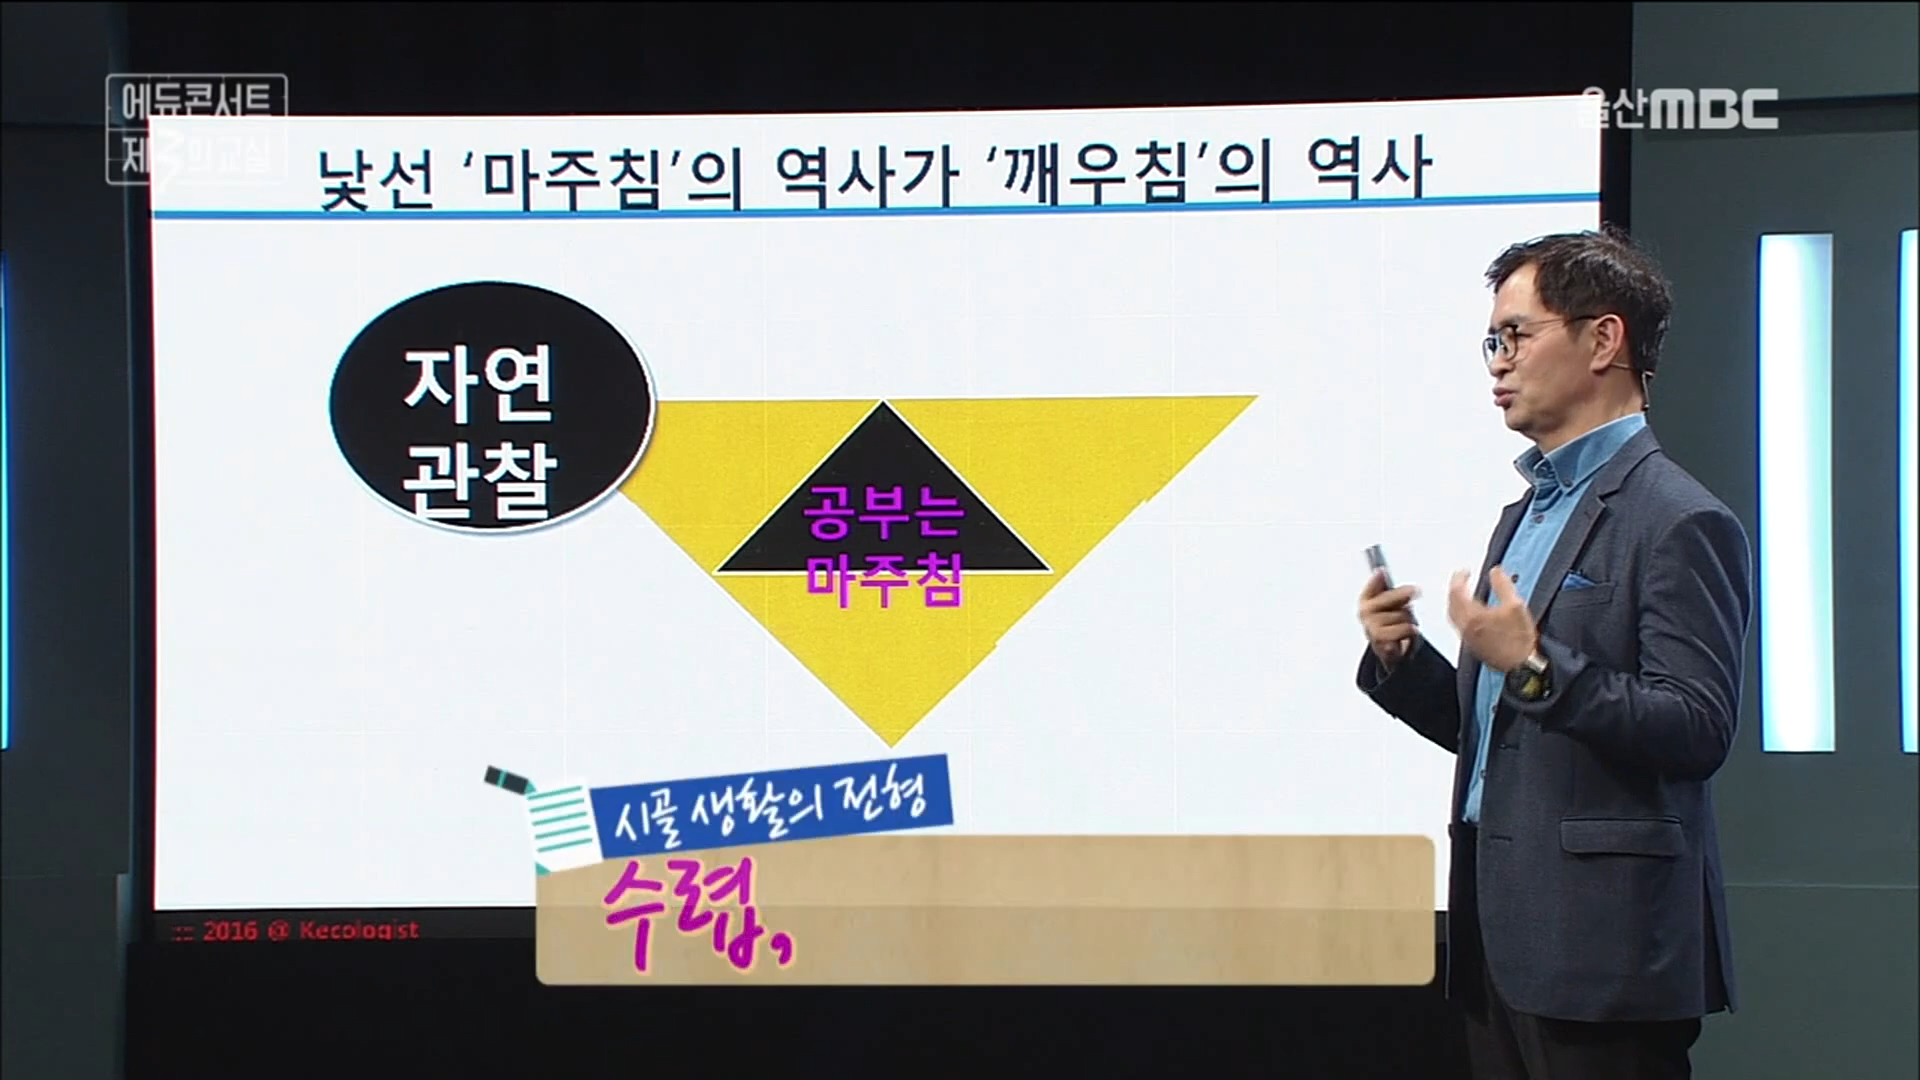 에듀콘서트
제3의교실
울산MBC
낯선 ‘마주침’의 역사가 ‘깨우침’의 역사
자연
관찰
공부는
마주침
시골 생활의 전형
수렵,
::: 2016 @ Kecologist